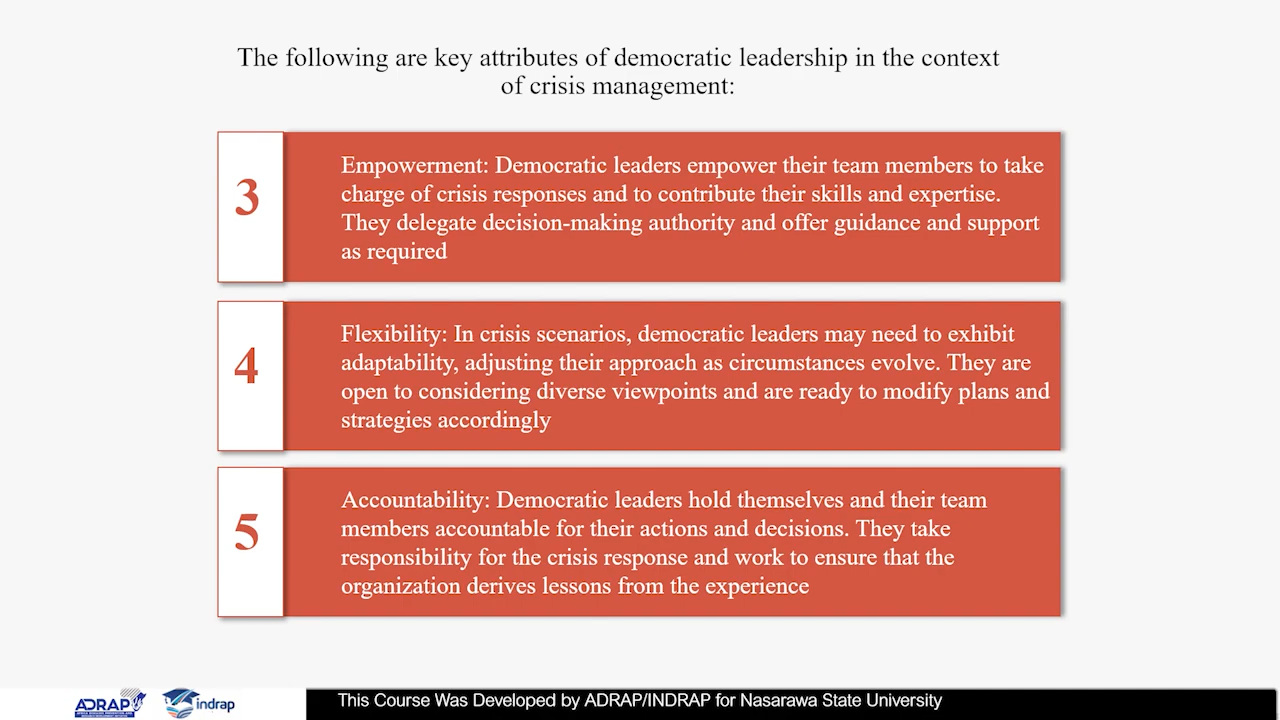 The following are key attributes of democratic leadership in the context
of crisis management:
3
Empowerment: Democratic leaders empower their team members to take
charge of crisis responses and to contribute their skills and expertise.
They delegate decision-making authority and offer guidance and support
as required
4
Flexibility: In crisis scenarios, democratic leaders may need to exhibit
adaptability, adjusting their approach as circumstances evolve. They are
open to considering diverse viewpoints and are ready to modify plans and
strategies accordingly
5
Accountability: Democratic leaders hold themselves and their team
members accountable for their actions and decisions. They take
responsibility for the crisis response and work to ensure that the
organization derives lessons from the experience
ADRAP
indrap
This Course Was Developed by ADRAP/INDRAP for Nasarawa State University